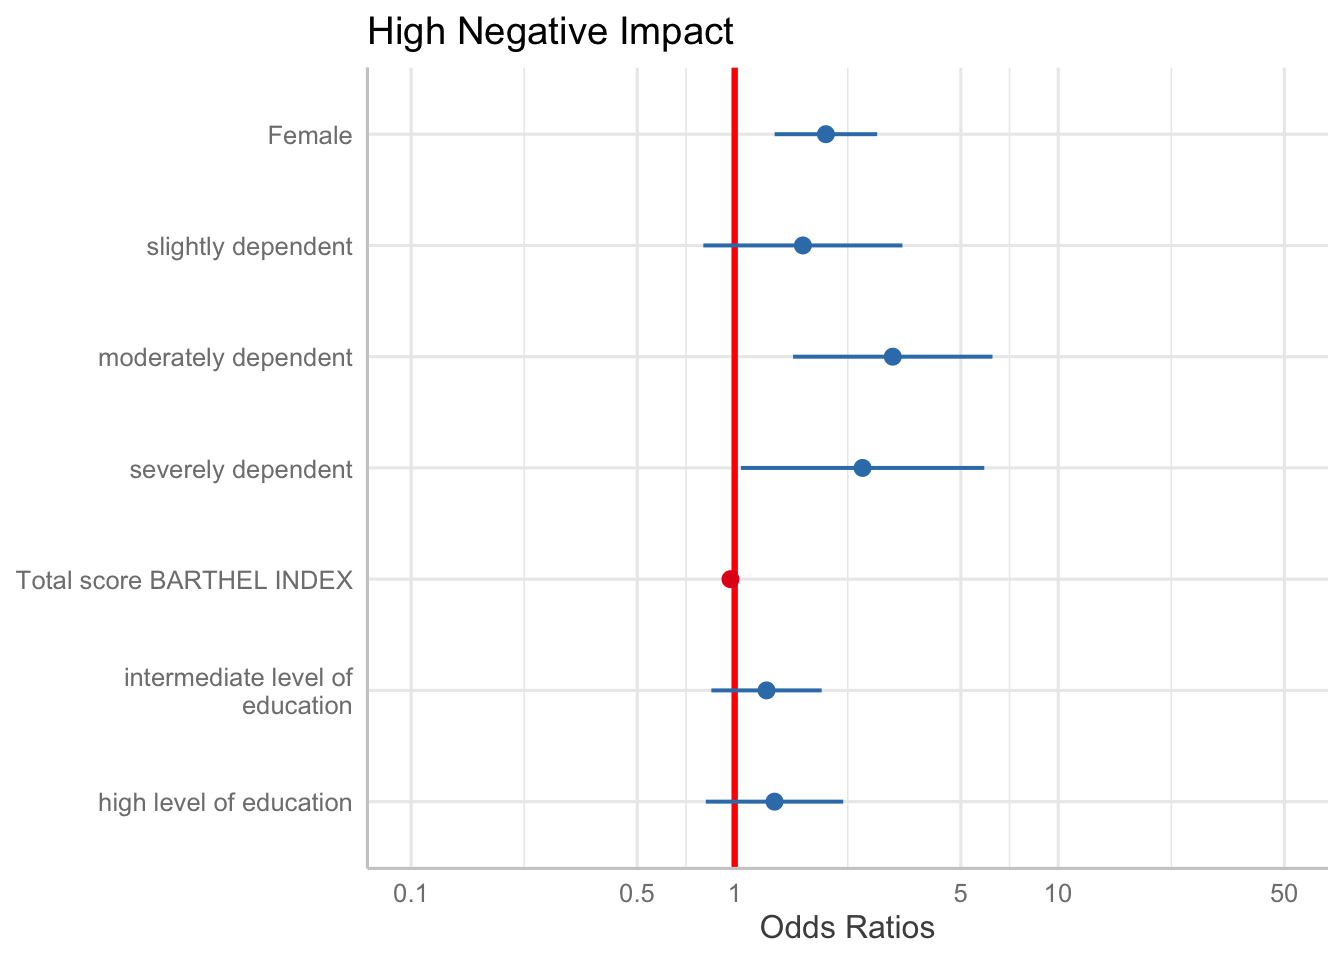 High Negative Impact
Female
slightly dependent
moderately dependent
severely dependent
Total score BARTHEL INDEX
intermediate level of
education
high level of education
0.1
0.5
1
5
10
50
Odds Ratios